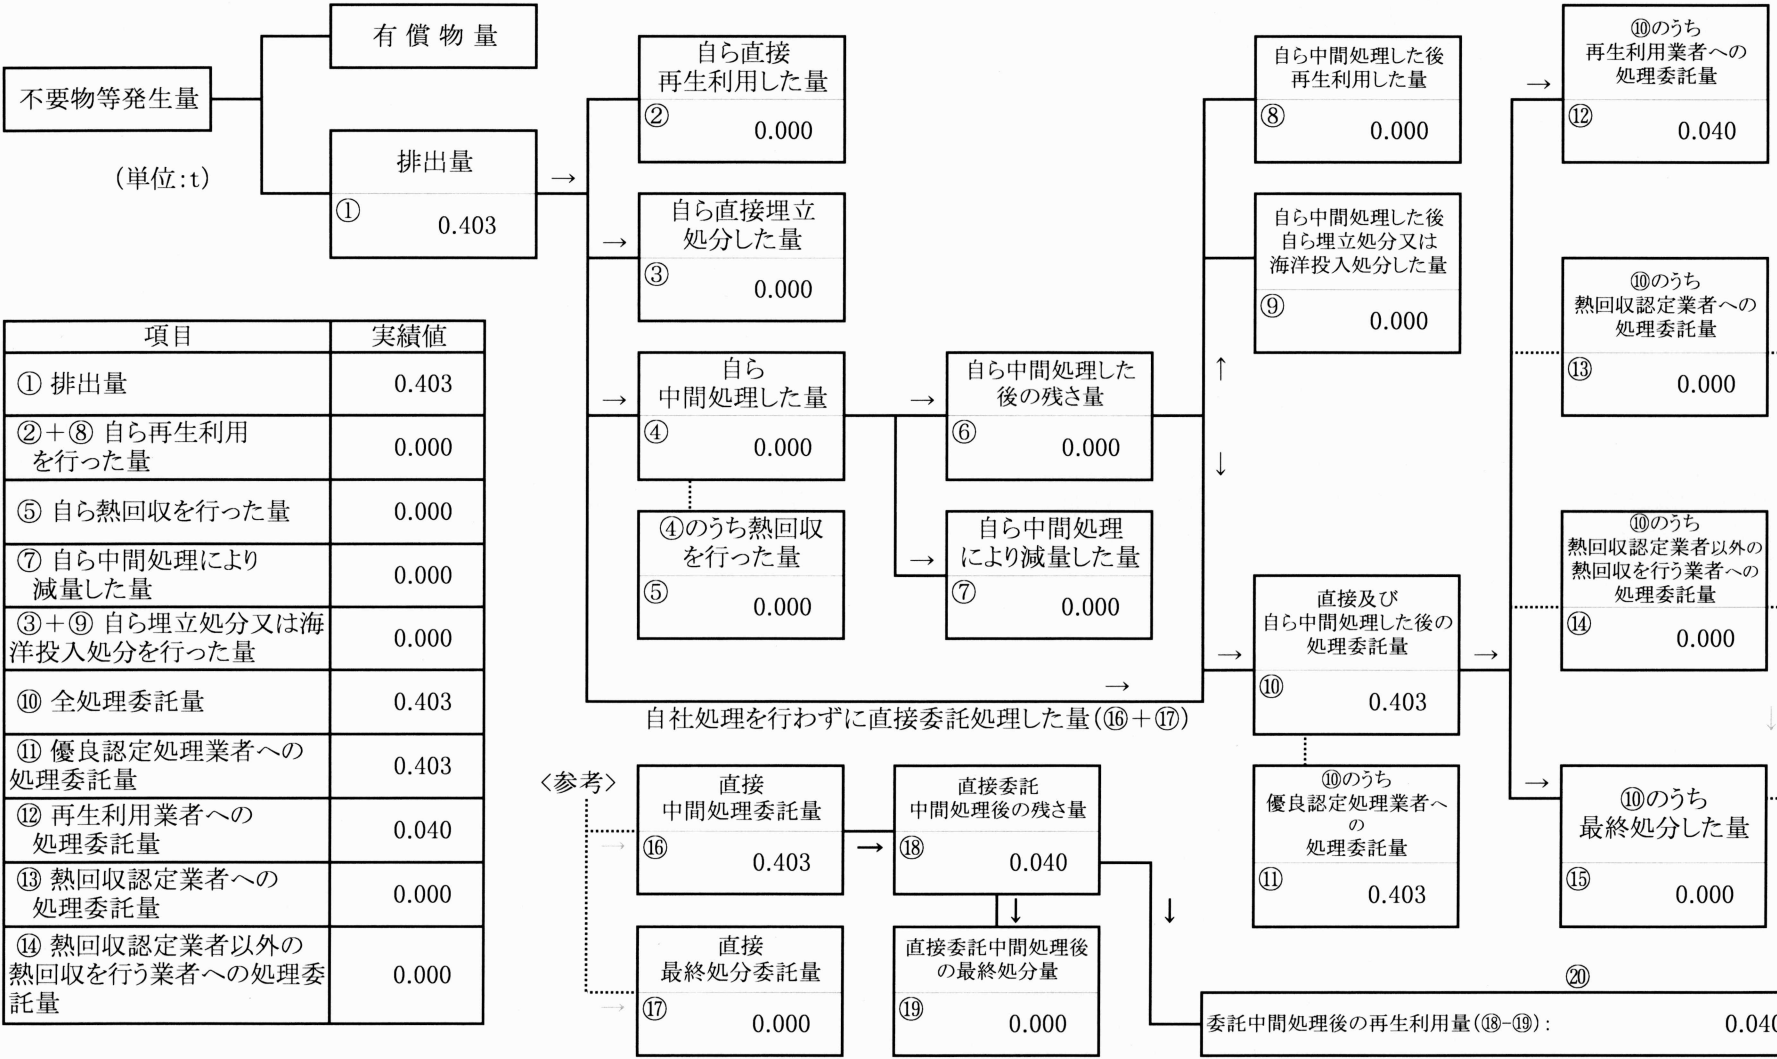 有償物量
不要物等発生量
(単位:t)
排出量
①
0.403
→
自ら直接
再生利用した量
②
0.000
→
自ら直接埋立
処分した量
③
0.000
→
自ら
中間処理した量
④
0.000
④のうち熱回収
を行った量
⑤
0.000
→
自ら中間処理した
後の残さ量
⑥
0.000
→
自ら中間処理
により減量した量
⑦
0.000
↑
↓
自ら中間処理した後
再生利用した量
⑧
0.000
自ら中間処理した後
自ら埋立処分又は
海洋投入処分した量
⑨
0.000
→
自社処理を行わずに直接委託処理した量(⑯+⑰)
→
直接及び
自ら中間処理した後の
処理委託量
⑩
0.403
→
⑩のうち
優良認定処理業者へ
の
処理委託量
⑪
0.403
→
⑩のうち
再生利用業者への
処理委託量
⑫
0.040
⑩のうち
熱回収認定業者への
処理委託量
⑬
0.000
⑩のうち
熱回収認定業者以外の
熱回収を行う業者への
処理委託量
⑭
0.000
↓
→
⑩のうち
最終処分した量
⑮
0.000
項目 実績値
① 排出量 0.403
②+⑧ 自ら再生利用
を行った量 0.000
⑤ 自ら熱回収を行った量 0.000
⑦ 自ら中間処理により
減量した量 0.000
③+⑨ 自ら埋立処分又は海
洋投入処分を行った量 0.000
⑩ 全処理委託量 0.403
⑪ 優良認定処理業者への
処理委託量 0.403
⑫ 再生利用業者への
処理委託量 0.040
⑬ 熱回収認定業者への
処理委託量 0.000
⑭ 熱回収認定業者以外の
熱回収を行う業者への処理委
託量 0.000
<参考>
→
直接
中間処理委託量
⑯
0.403
→
直接委託
中間処理後の残さ量
⑱
0.040
↓
↓
→
直接
最終処分委託量
⑰
0.000
直接委託中間処理後
の最終処分量
⑲
0.000
⑳
委託中間処理後の再生利用量(⑱-⑲): 0.040